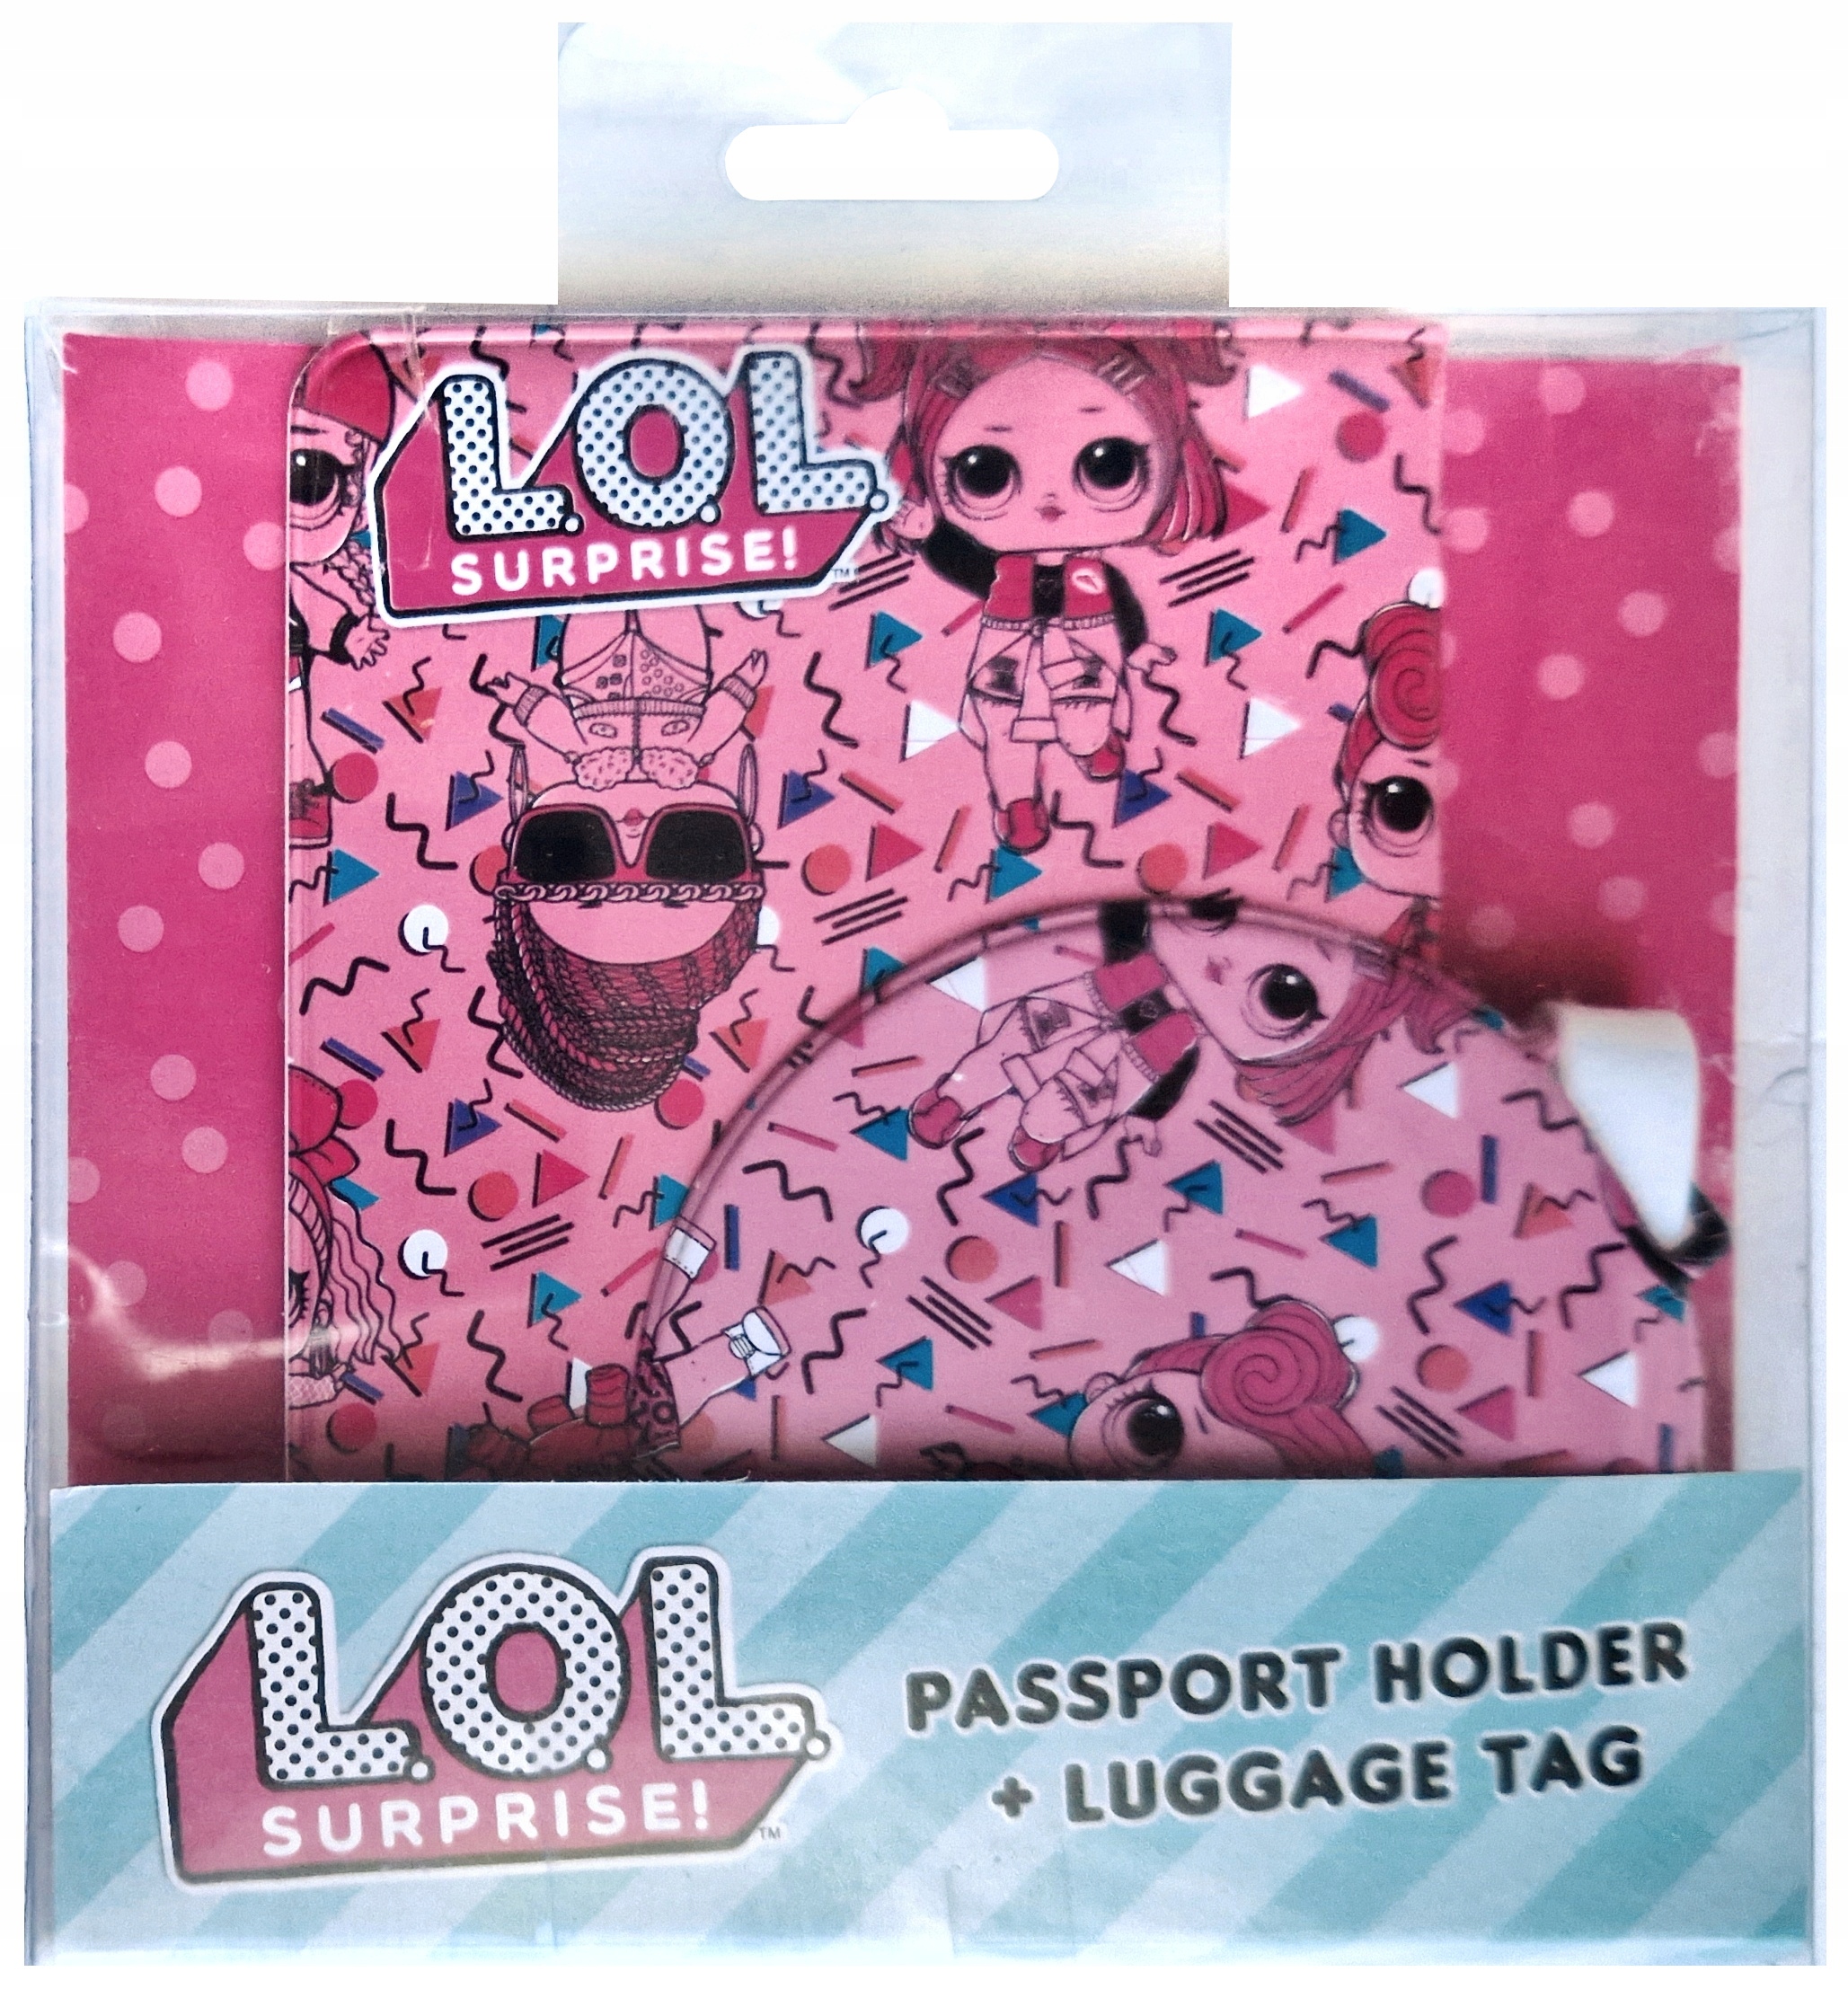 L.O.L.
SURPRISE!
TM
L.O.L.
SURPRISE!
TM
PASSPORT HOLDER
+ LUGGAGE TAG